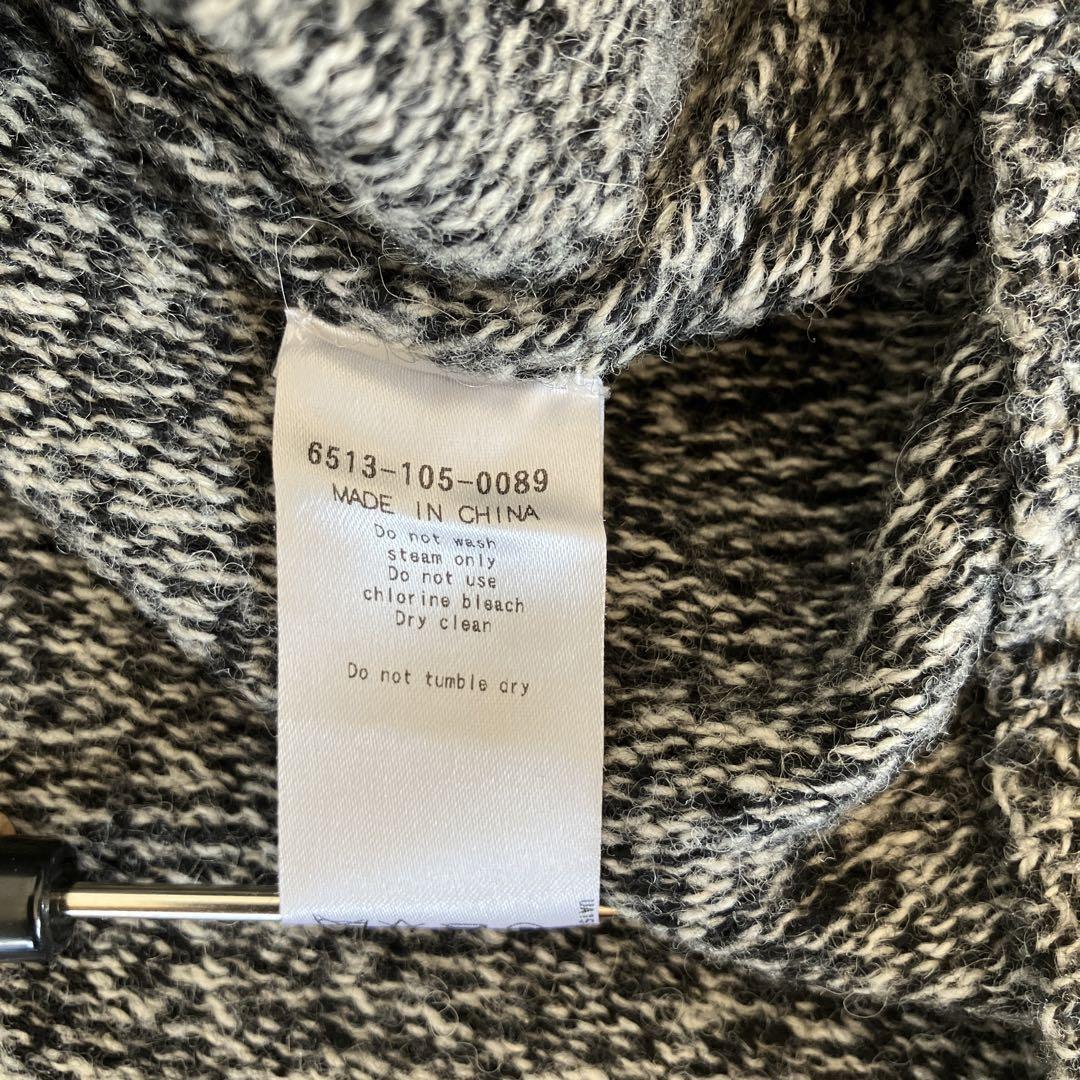 6513-105-0089
MADE IN CHINA
Do not wash
steam only
Do not use
chlorine bleach
Dry clean
Do not tumble dry